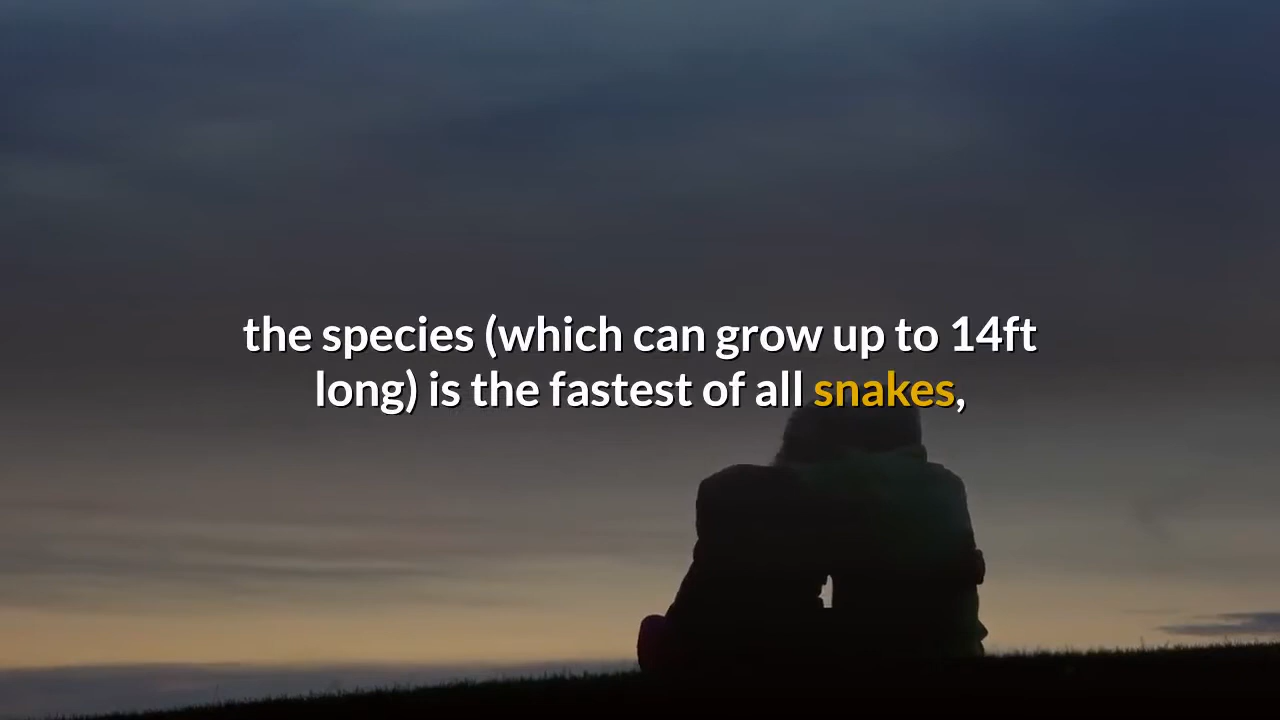 the species (which can grow up to 14ft
long) is the fastest of all snakes,